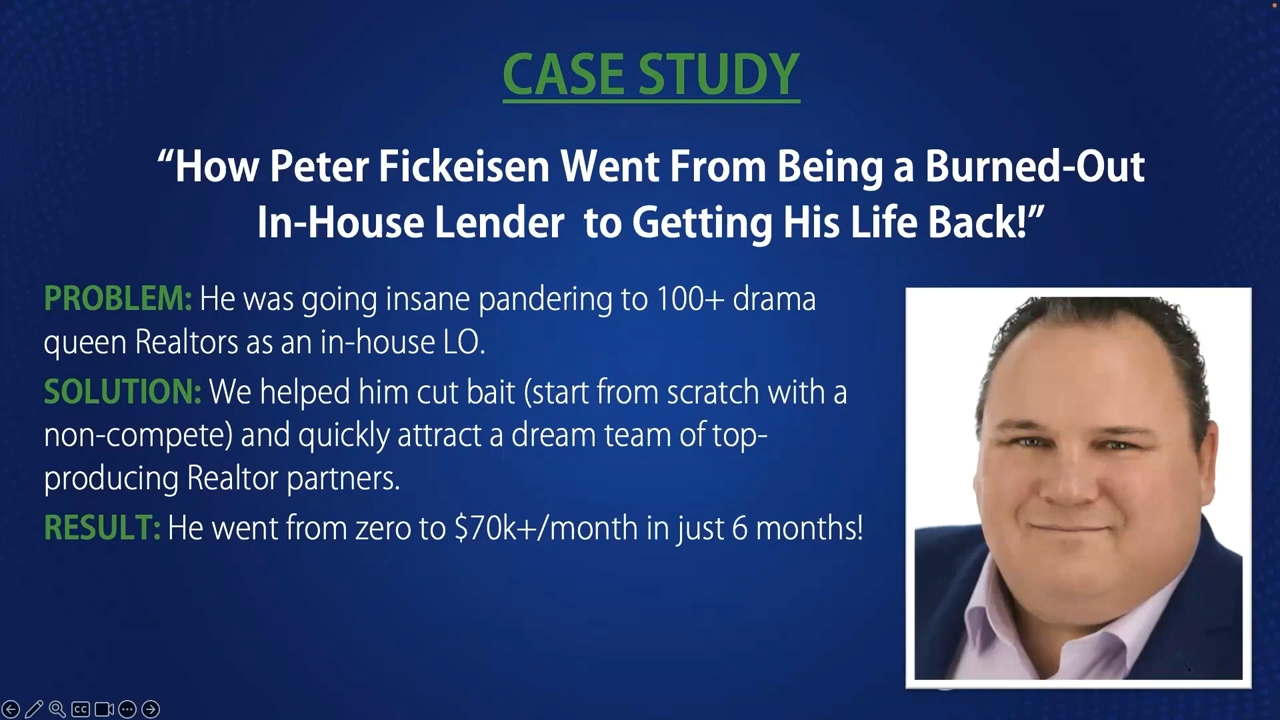 CASE STUDY
“How Peter Fickeisen Went From Being a Burned-Out
In-House Lender to Getting His Life Back!”
PROBLEM: He was going insane pandering to 100+ drama
queen Realtors as an in-house LO.
SOLUTION: We helped him cut bait (start from scratch with a
non-compete) and quickly attract a dream team of top-
producing Realtor partners.
RESULT: He went from zero to $70k+/month in just 6 months!
CC